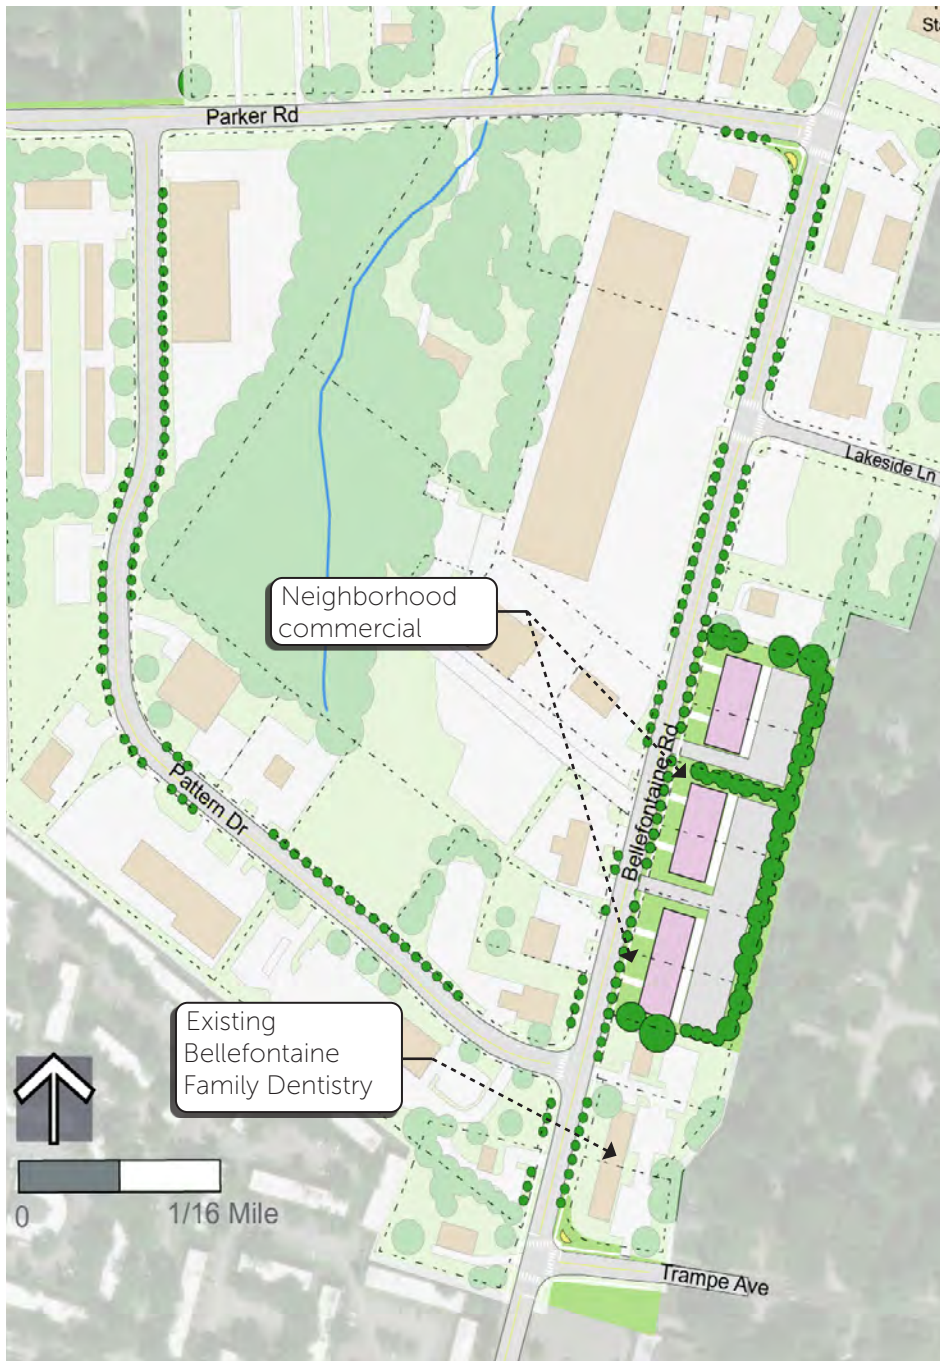 St
Parker Rd
Lakeside Ln
Neighborhood
commercial
Bellefontaine Rd
Pattern Dr
Existing
Bellefontaine
Family Dentistry
0
1/16 Mile
Trampe Ave